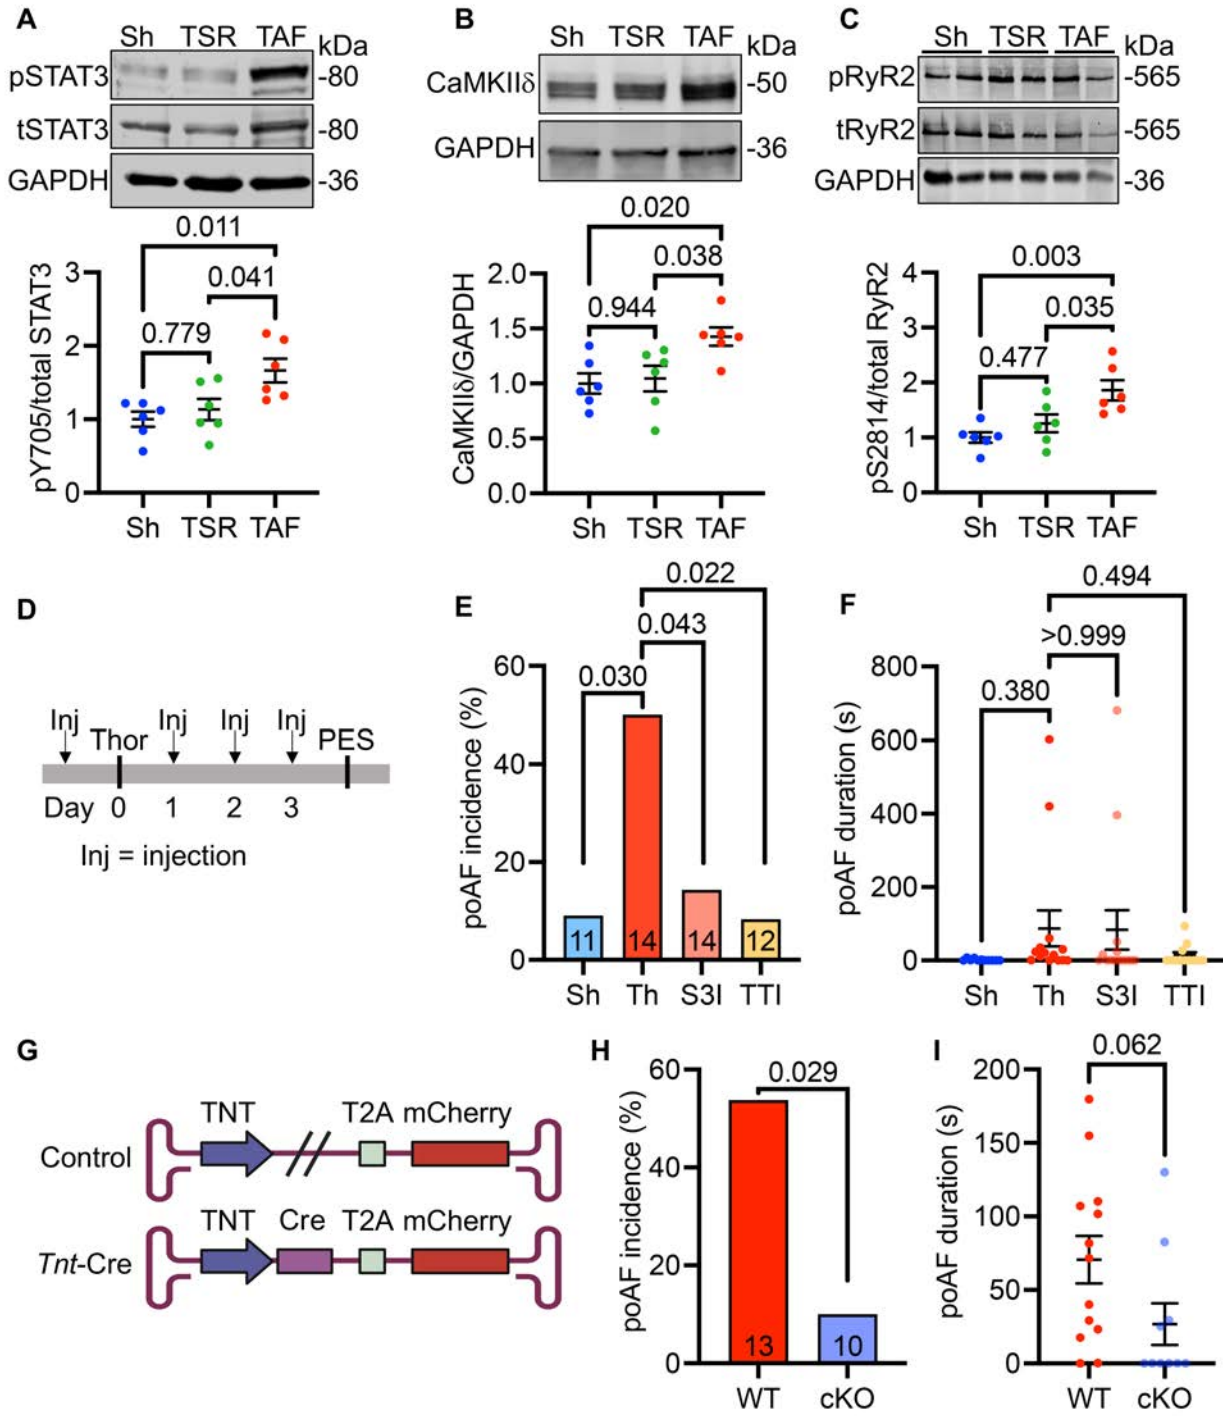 A
Sh TSR TAF kDa
pSTAT3 -80
tSTAT3 -80
GAPDH -36
0.011
0.041
0.779
pY705/total STAT3
3
2
1
0
Sh TSR TAF
B
Sh TSR TAF kDa
CaMKIIδ -50
GAPDH -36
0.020
0.038
0.944
CaMKIIδ/GAPDH
2.0
1.5
1.0
0.5
0.0
Sh TSR TAF
C
Sh TSR TAF kDa
pRyR2 -565
tRyR2 -565
GAPDH -36
0.003
0.035
0.477
pS2814/total RyR2
4
3
2
1
0
Sh TSR TAF
D
Inj Thor Inj Inj Inj PES
Day 0 1 2 3
Inj = injection
E
0.022
0.043
0.030
poAF incidence (%)
60
40
20
0
11 14 14 12
Sh Th S3I TTI
F
0.494
>0.999
0.380
poAF duration (s)
800
600
400
200
0
Sh Th S3I TTI
G
TNT T2A mCherry
Control
TNT Cre T2A mCherry
Tnt-Cre
H
0.029
poAF incidence (%)
60
40
20
0
13 10
WT cKO
I
0.062
poAF duration (s)
200
150
100
50
0
WT cKO